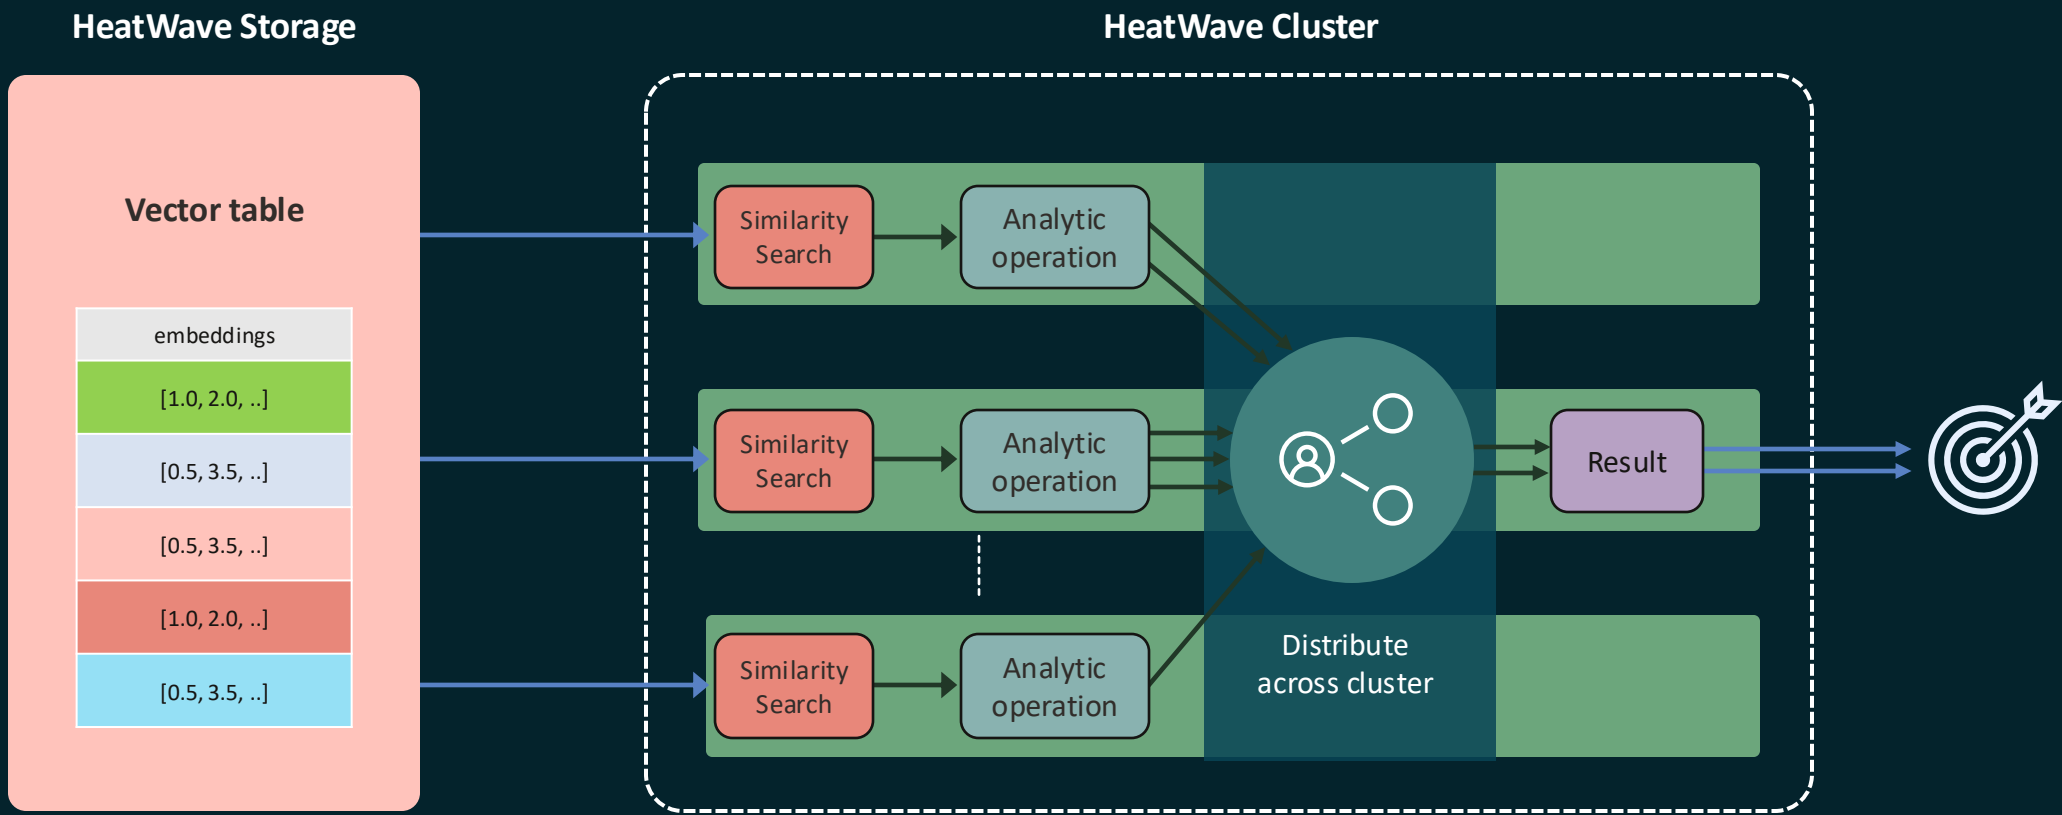 HeatWave Storage
HeatWave Cluster
Vector table
embeddings
[1.0, 2.0, ..]
[0.5, 3.5, ..]
[0.5, 3.5, ..]
[1.0, 2.0, ..]
[0.5, 3.5, ..]
Similarity
Search
Analytic
operation
Similarity
Search
Analytic
operation
Result
Similarity
Search
Analytic
operation
Distribute
across cluster